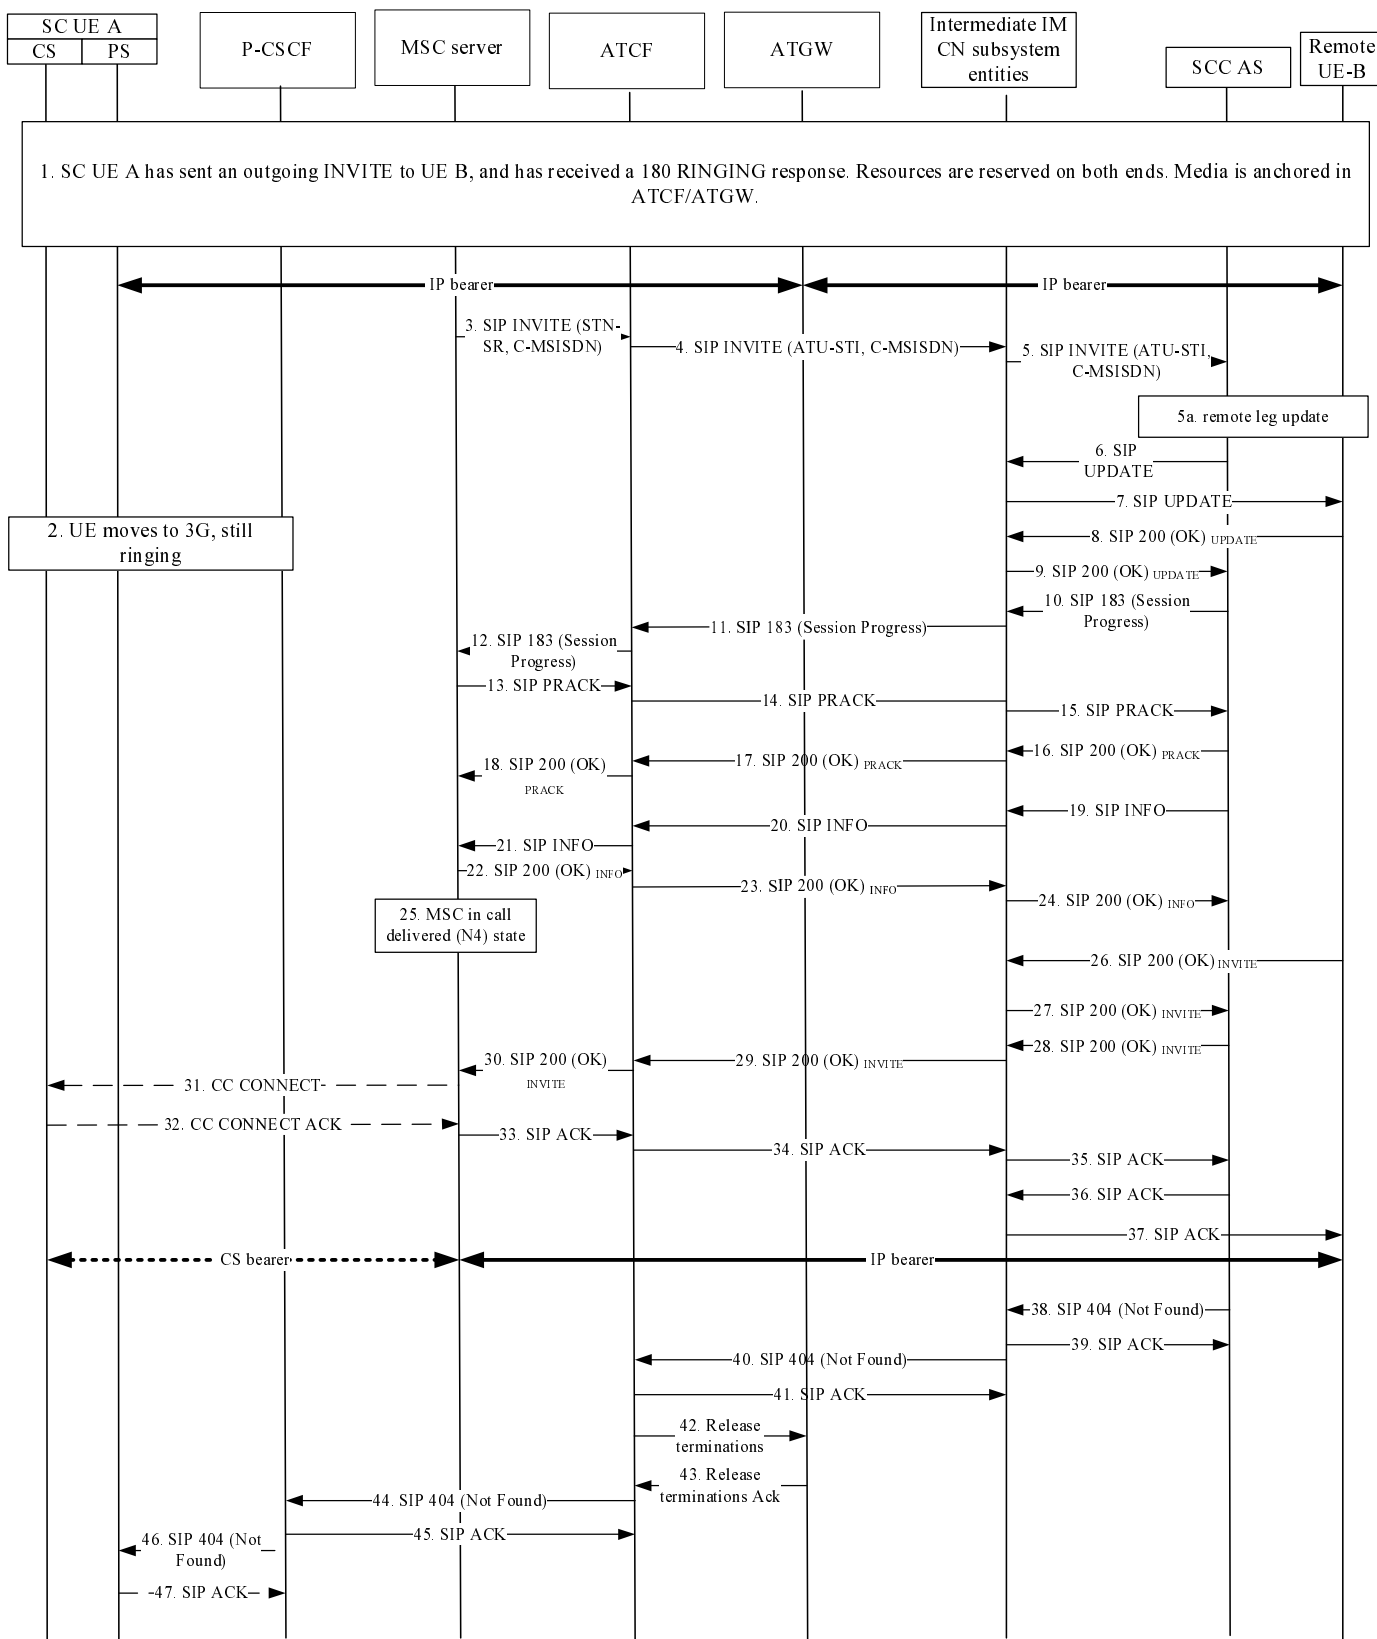 SC UE A
CS
PS
P-CSCF
MSC server
ATCF
ATGW
Intermediate IM
CN subsystem
entities
SCC AS
Remote
UE-B
1. SC UE A has sent an outgoing INVITE to UE B, and has received a 180 RINGING response. Resources are reserved on both ends. Media is anchored in
ATCF/ATGW.
IP bearer
IP bearer
3. SIP INVITE (STN-
SR, C-MSISDN)
4. SIP INVITE (ATU-STI, C-MSISDN)
5. SIP INVITE (ATU-STI,
C-MSISDN)
5a. remote leg update
6. SIP
UPDATE
7. SIP UPDATE
2. UE moves to 3G, still
ringing
8. SIP 200 (OK) UPDATE
9. SIP 200 (OK) UPDATE
10. SIP 183 (Session
Progress)
11. SIP 183 (Session Progress)
12. SIP 183 (Session
Progress)
13. SIP PRACK
14. SIP PRACK
15. SIP PRACK
16. SIP 200 (OK) PRACK
17. SIP 200 (OK) PRACK
18. SIP 200 (OK)
PRACK
19. SIP INFO
20. SIP INFO
21. SIP INFO
22. SIP 200 (OK) INFO
23. SIP 200 (OK) INFO
24. SIP 200 (OK) INFO
25. MSC in call
delivered (N4) state
26. SIP 200 (OK) INVITE
27. SIP 200 (OK) INVITE
28. SIP 200 (OK) INVITE
29. SIP 200 (OK) INVITE
30. SIP 200 (OK)
INVITE
31. CC CONNECT
32. CC CONNECT ACK
33. SIP ACK
34. SIP ACK
35. SIP ACK
36. SIP ACK
37. SIP ACK
CS bearer
IP bearer
38. SIP 404 (Not Found)
39. SIP ACK
40. SIP 404 (Not Found)
41. SIP ACK
42. Release
terminations
43. Release
terminations Ack
44. SIP 404 (Not Found)
45. SIP ACK
46. SIP 404 (Not
Found)
47. SIP ACK